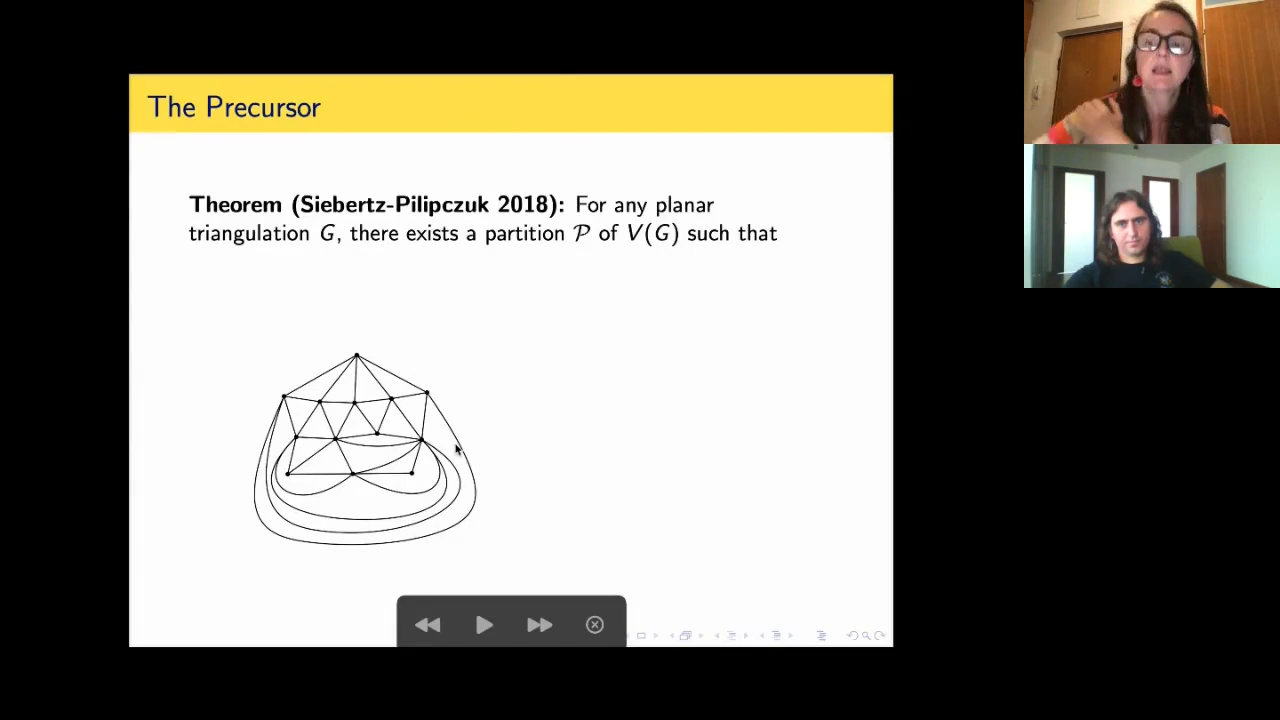 The Precursor
Theorem (Siebertz-Pilipczuk 2018): For any planar
triangulation G, there exists a partition 𝒫 of V(G) such that